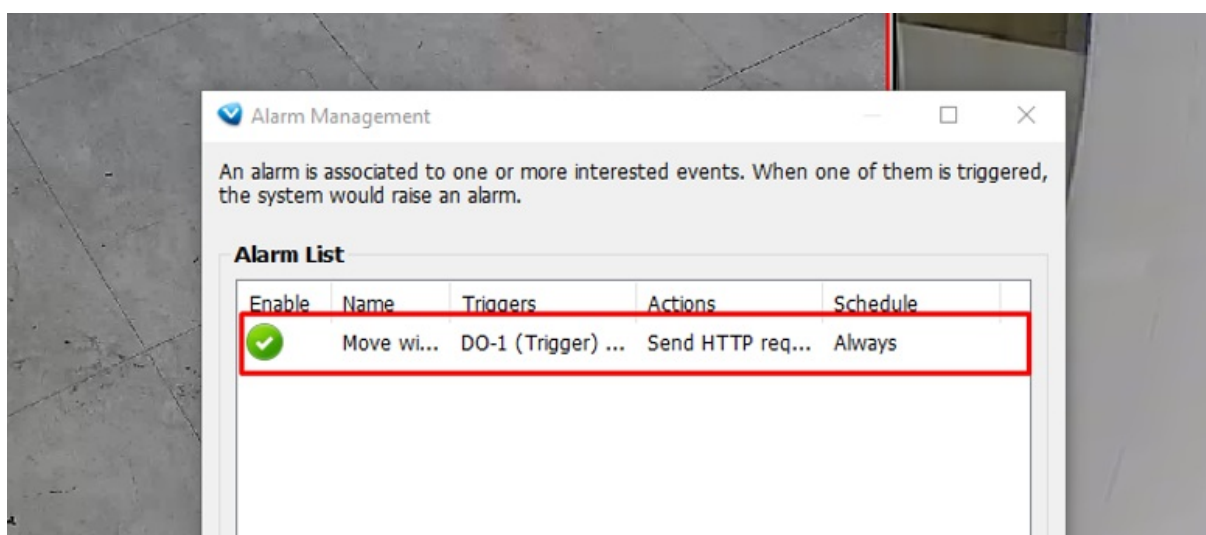 Alarm Management
An alarm is associated to one or more interested events. When one of them is triggered,
the system would raise an alarm.
Alarm List
Enable Name Triggers Actions Schedule
Move wi... DO-1 (Trigger) ... Send HTTP req... Always